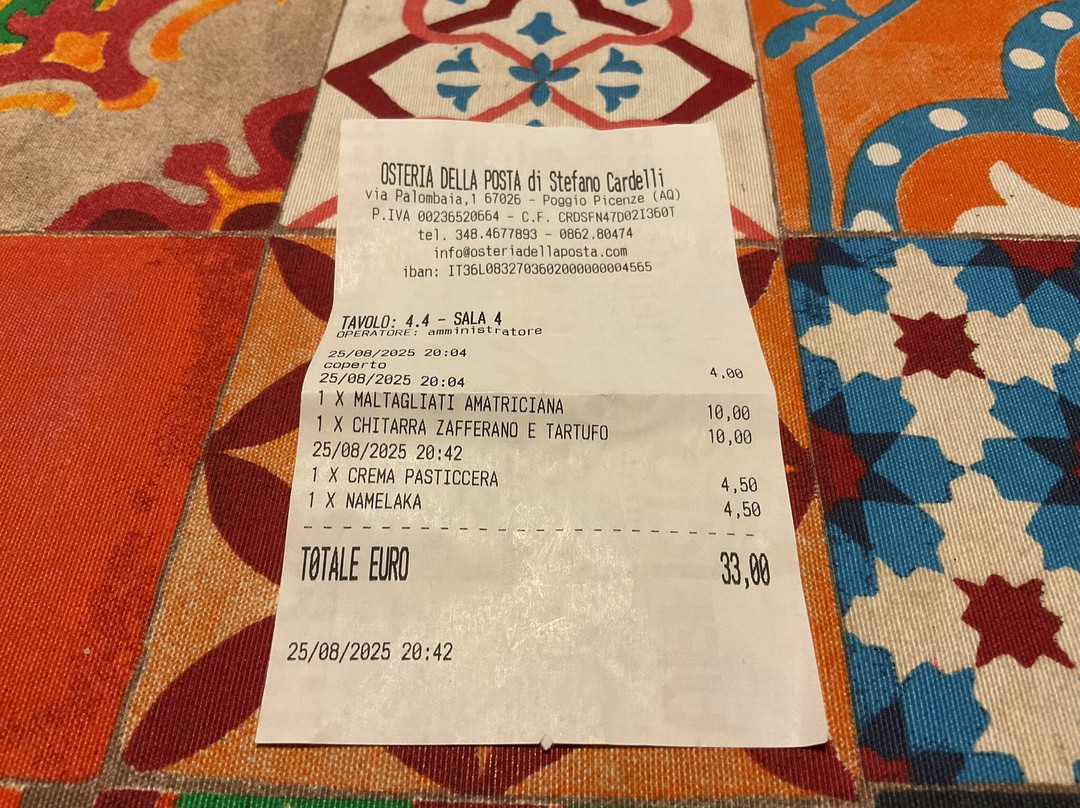 OSTERIA DELLA POSTA di Stefano Cardelli
via Palombaia,1 67026 - Poggio Picenze (AQ)
P.IVA 00236520664 - C.F. CRDSFN47D02I360T
tel. 348.4677893 - 0862.80474
info@osteriadellaposta.com
iban: IT36L0832703602000000004565
TAVOLO: 4.4 - SALA 4
OPERATORE: amministratore
25/08/2025 20:04
coperto 4,00
25/08/2025 20:04
1 X MALTAGLIATI AMATRICIANA 10,00
1 X CHITARRA ZAFFERANO E TARTUFO 10,00
25/08/2025 20:42
1 X CREMA PASTICCERA 4,50
1 X NAMELAKA 4,50
TOTALE EURO 33,00
25/08/2025 20:42